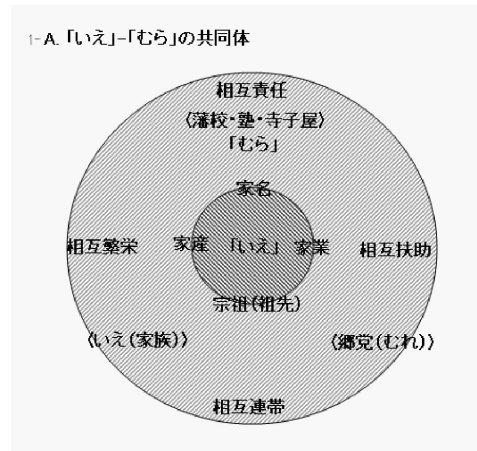 1-A.「いえ」-「むら」の共同体
相互責任
〈藩校・塾・寺子屋〉
「むら」
家名
相互繁栄 家産 「いえ」 家業 相互扶助
宗祖(祖先)
〈いえ(家族)〉 〈郷党(むれ)〉
相互連帯